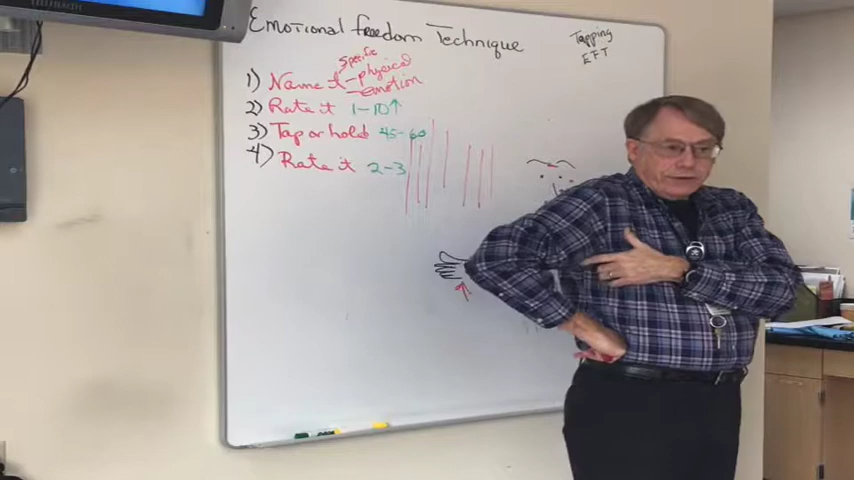 Emotional Freedom Technique
Tapping
EFT
specific
1) Name it - physical
- emotion
2) Rate it 1-10↑
3) Tap or hold 45-60
4) Rate it 2-3